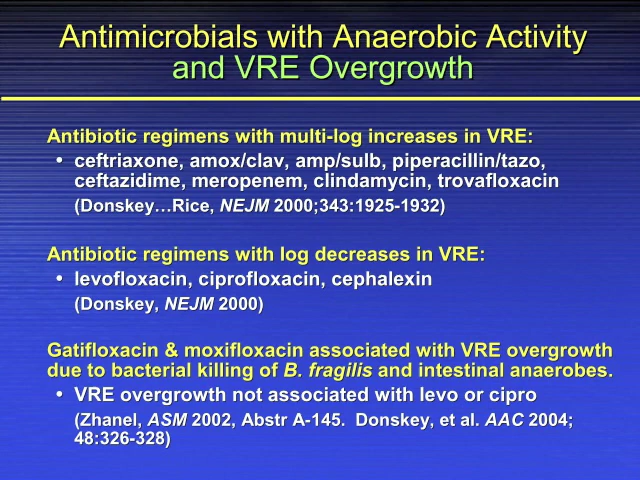 Antimicrobials with Anaerobic Activity
and VRE Overgrowth
Antibiotic regimens with multi-log increases in VRE:
• ceftriaxone, amox/clav, amp/sulb, piperacillin/tazo,
ceftazidime, meropenem, clindamycin, trovafloxacin
(Donskey…Rice, NEJM 2000;343:1925-1932)
Antibiotic regimens with log decreases in VRE:
• levofloxacin, ciprofloxacin, cephalexin
(Donskey, NEJM 2000)
Gatifloxacin & moxifloxacin associated with VRE overgrowth
due to bacterial killing of B. fragilis and intestinal anaerobes.
• VRE overgrowth not associated with levo or cipro
(Zhanel, ASM 2002, Abstr A-145.  Donskey, et al. AAC 2004;
48:326-328)